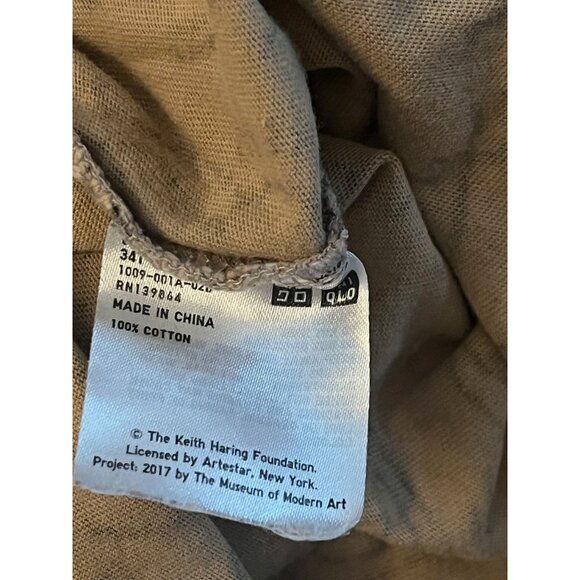 341
1009-001A-02
RN139864
MADE IN CHINA
100% COTTON
© The Keith Haring Foundation.
Licensed by Artestar, New York.
Project; 2017 by The Museum of Modern Art